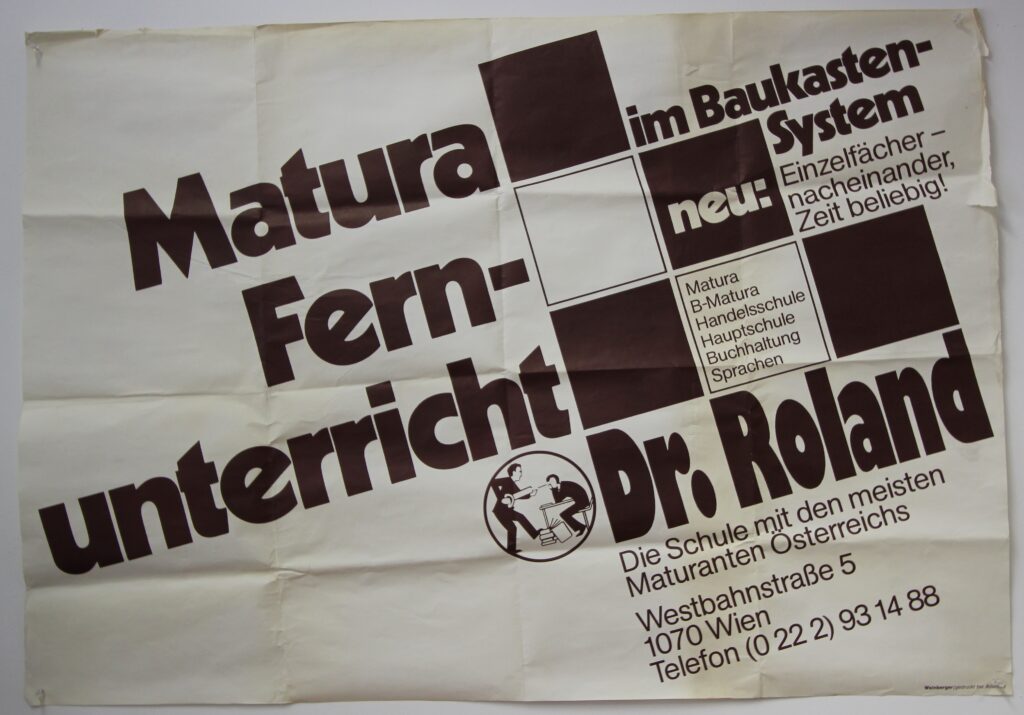 Matura
Fern-
unterricht
im Baukasten-
System
neu:
Einzelfächer –
nacheinander,
Zeit beliebig!
Matura
B-Matura
Handelsschule
Hauptschule
Buchhaltung
Sprachen
Dr. Roland
Die Schule mit den meisten
Maturanten Österreichs
Westbahnstraße 5
1070 Wien
Telefon (0 22 2) 93 14 88
Weinberger